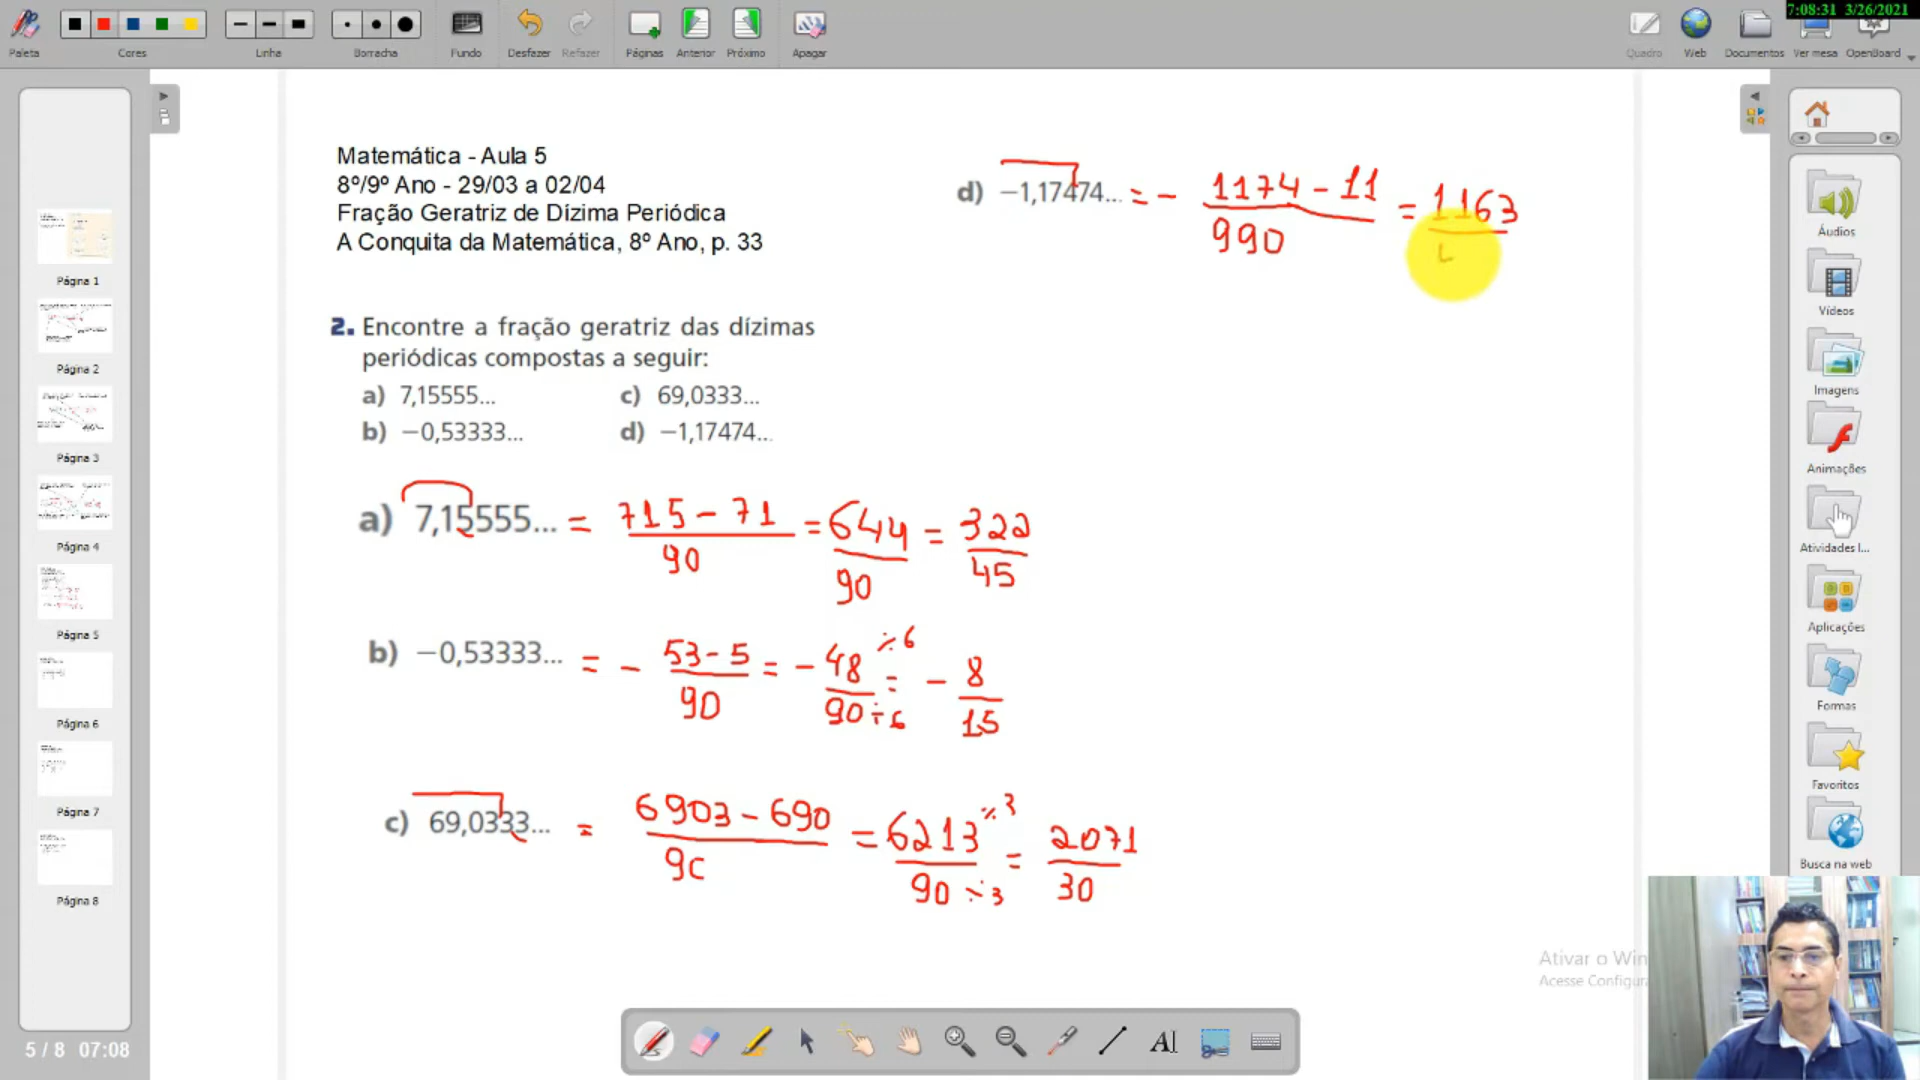 7:08:31 3/26/2021
Paleta
Cores
Linha
Borracha
Fundo
Desfazer
Refazer
Páginas
Anterior
Próximo
Apagar
Quadro
Web
Documentos
Ver mesa
OpenBoard
Página 1
Página 2
Página 3
Página 4
Página 5
Página 6
Página 7
Página 8
5 / 8 07:08
Matemática - Aula 5
8º/9º Ano - 29/03 a 02/04
Fração Geratriz de Dízima Periódica
A Conquita da Matemática, 8º Ano, p. 33
2. Encontre a fração geratriz das dízimas
periódicas compostas a seguir:
a) 7,15555... c) 69,0333...
b) −0,53333... d) −1,17474...
a) 7,15555... = 715 - 71 / 90 = 644 / 90 = 322 / 45
b) −0,53333... = - 53 - 5 / 90 = - 48 ÷ 6 / 90 ÷ 6 = - 8 / 15
c) 69,0333... = 6903 - 690 / 90 = 6213 ÷ 3 / 90 ÷ 3 = 2071 / 30
d) −1,17474... = - 1174 - 11 / 990 = 1163
Áudios
Vídeos
Imagens
Animações
Atividades I...
Aplicações
Formas
Favoritos
Busca na web
Ativar o Win
Acesse Configura